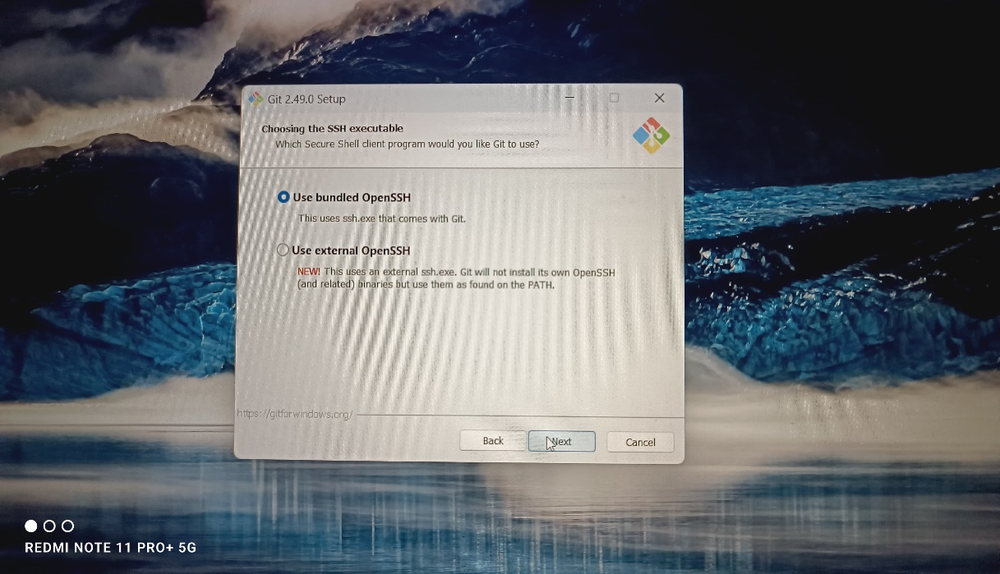 Git 2.49.0 Setup
Choosing the SSH executable
Which Secure Shell client program would you like Git to use?
Use bundled OpenSSH
This uses ssh.exe that comes with Git.
Use external OpenSSH
NEW! This uses an external ssh.exe. Git will not install its own OpenSSH
(and related) binaries but use them as found on the PATH.
https://gitforwindows.org/
Back Next Cancel
REDMI NOTE 11 PRO+ 5G